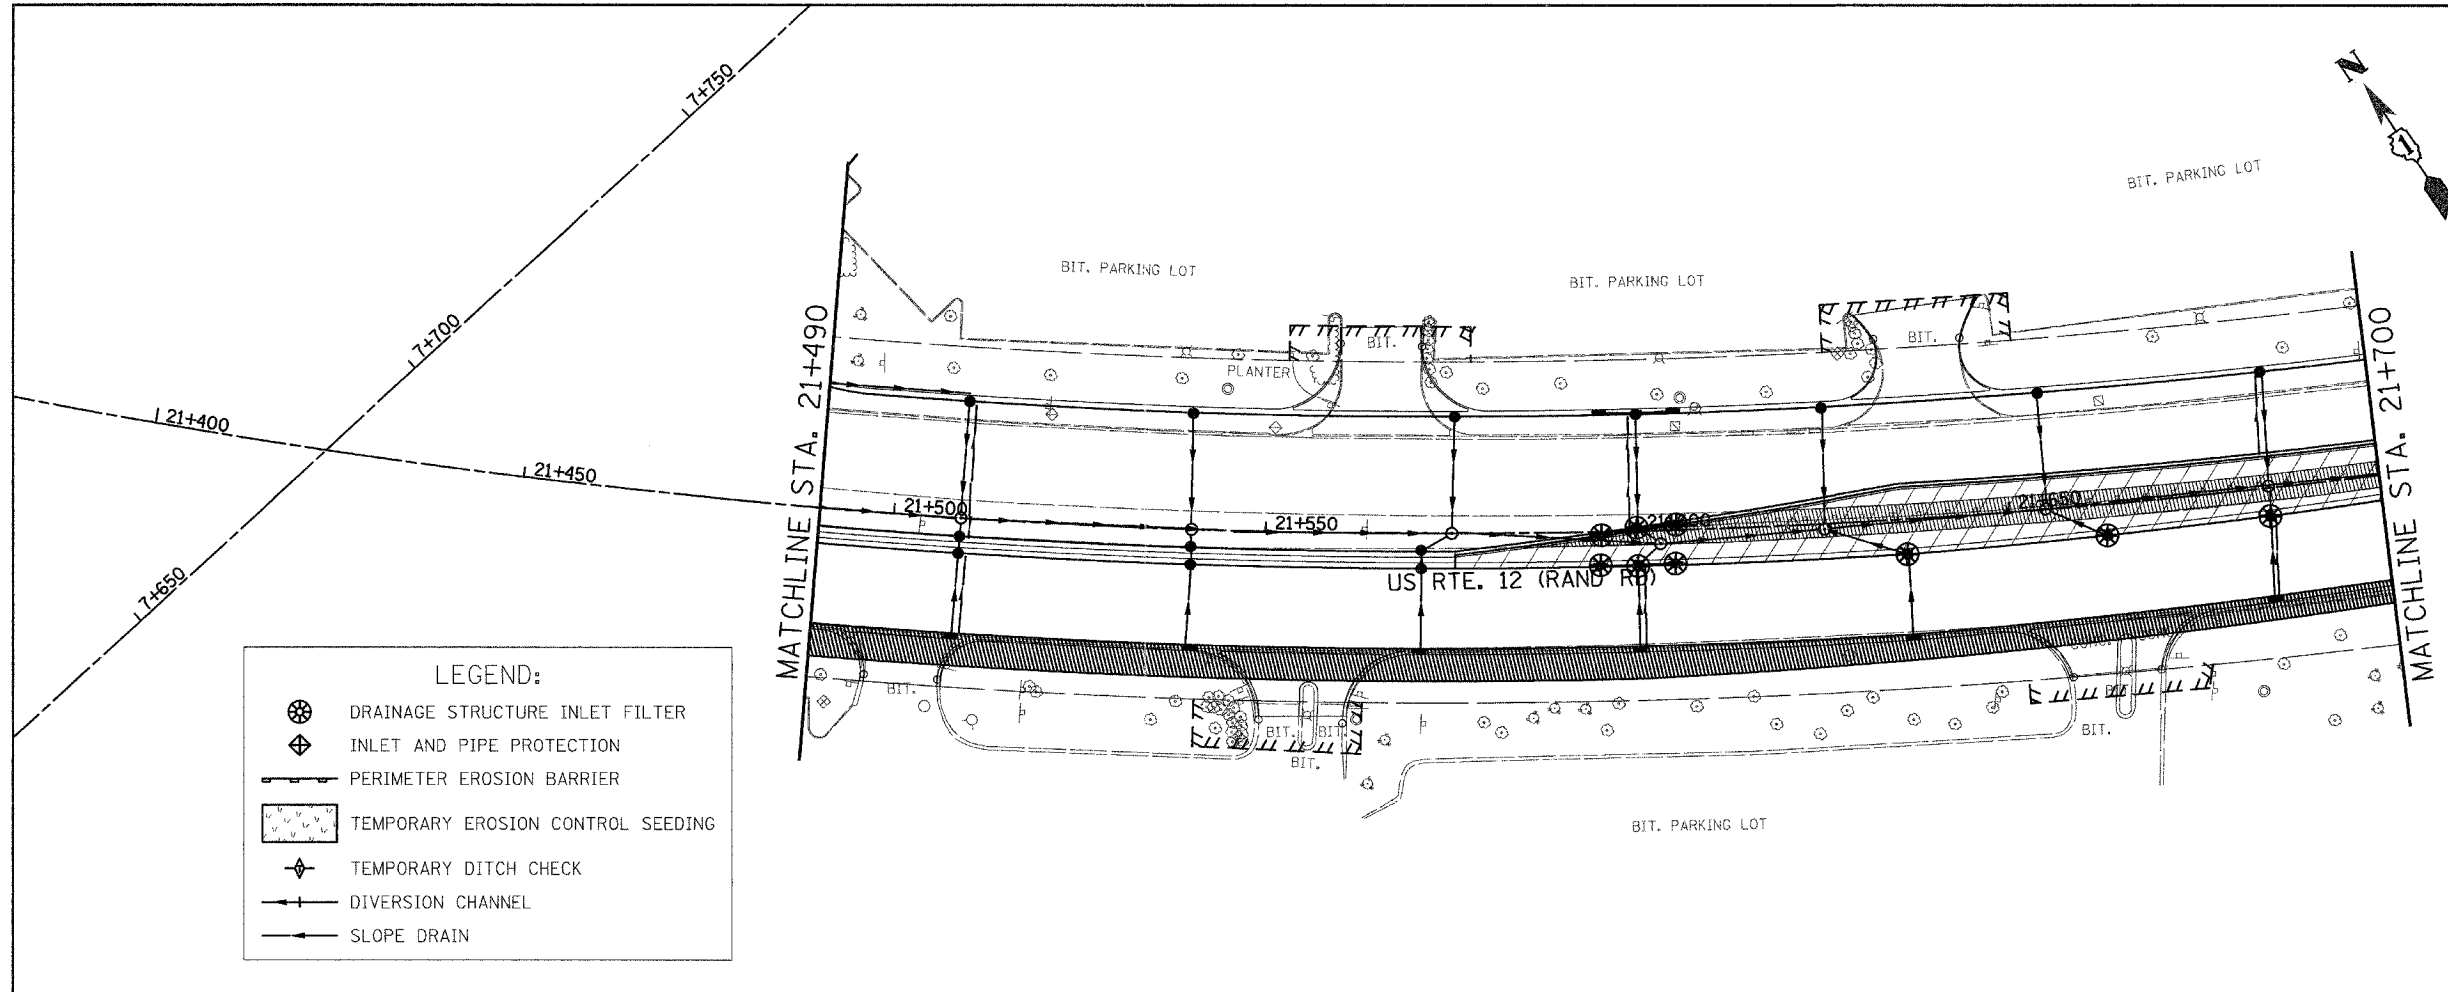 7+750
N
1
BIT. PARKING LOT
BIT. PARKING LOT
BIT. PARKING LOT
7+700
MATCHLINE STA. 21+490
MATCHLINE STA. 21+700
BIT.
BIT.
PLANTER
21+400
21+450
21+500
21+550
21+650
US RTE. 12 (RAND RD)
7+650
BIT.
BIT.
BIT.
BIT.
BIT.
BIT. PARKING LOT
LEGEND:
DRAINAGE STRUCTURE INLET FILTER
INLET AND PIPE PROTECTION
PERIMETER EROSION BARRIER
TEMPORARY EROSION CONTROL SEEDING
TEMPORARY DITCH CHECK
DIVERSION CHANNEL
SLOPE DRAIN